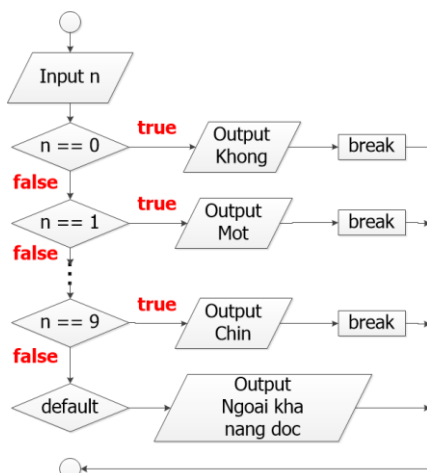 Input n
n == 0
true
Output
Khong
break
false
n == 1
true
Output
Mot
break
false
n == 9
true
Output
Chin
break
false
default
Output
Ngoai kha
nang doc